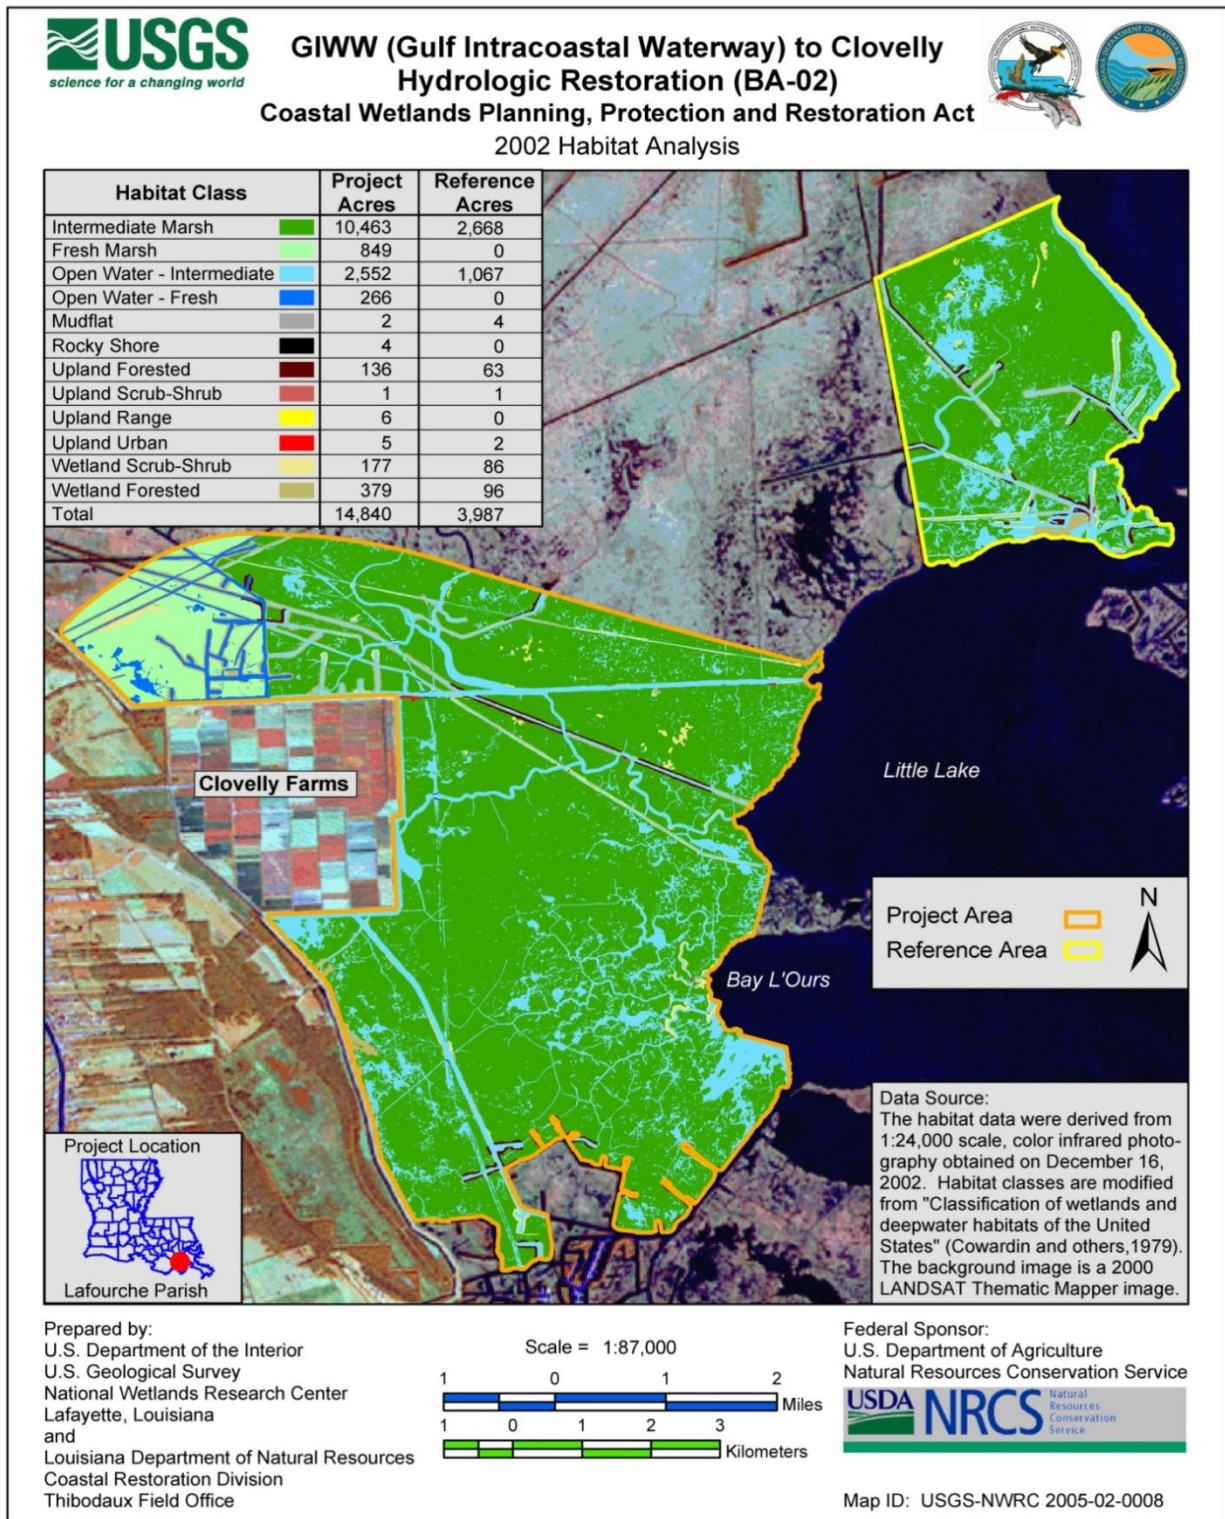 USGS
science for a changing world
GIWW (Gulf Intracoastal Waterway) to Clovelly
Hydrologic Restoration (BA-02)
Coastal Wetlands Planning, Protection and Restoration Act
2002 Habitat Analysis
Habitat Class Project Acres Reference Acres
Intermediate Marsh 10,463 2,668
Fresh Marsh 849 0
Open Water - Intermediate 2,552 1,067
Open Water - Fresh 266 0
Mudflat 2 4
Rocky Shore 4 0
Upland Forested 136 63
Upland Scrub-Shrub 1 1
Upland Range 6 0
Upland Urban 5 2
Wetland Scrub-Shrub 177 86
Wetland Forested 379 96
Total 14,840 3,987
Clovelly Farms
Little Lake
Bay L'Ours
Project Area
Reference Area
N
Data Source:
The habitat data were derived from
1:24,000 scale, color infrared photo-
graphy obtained on December 16,
2002. Habitat classes are modified
from "Classification of wetlands and
deepwater habitats of the United
States" (Cowardin and others,1979).
The background image is a 2000
LANDSAT Thematic Mapper image.
Project Location
Lafourche Parish
Prepared by:
U.S. Department of the Interior
U.S. Geological Survey
National Wetlands Research Center
Lafayette, Louisiana
and
Louisiana Department of Natural Resources
Coastal Restoration Division
Thibodaux Field Office
Scale = 1:87,000
1 0 1 2
Miles
1 0 1 2 3
Kilometers
Federal Sponsor:
U.S. Department of Agriculture
Natural Resources Conservation Service
USDA NRCS Natural
Resources
Conservation
Service
Map ID: USGS-NWRC 2005-02-0008